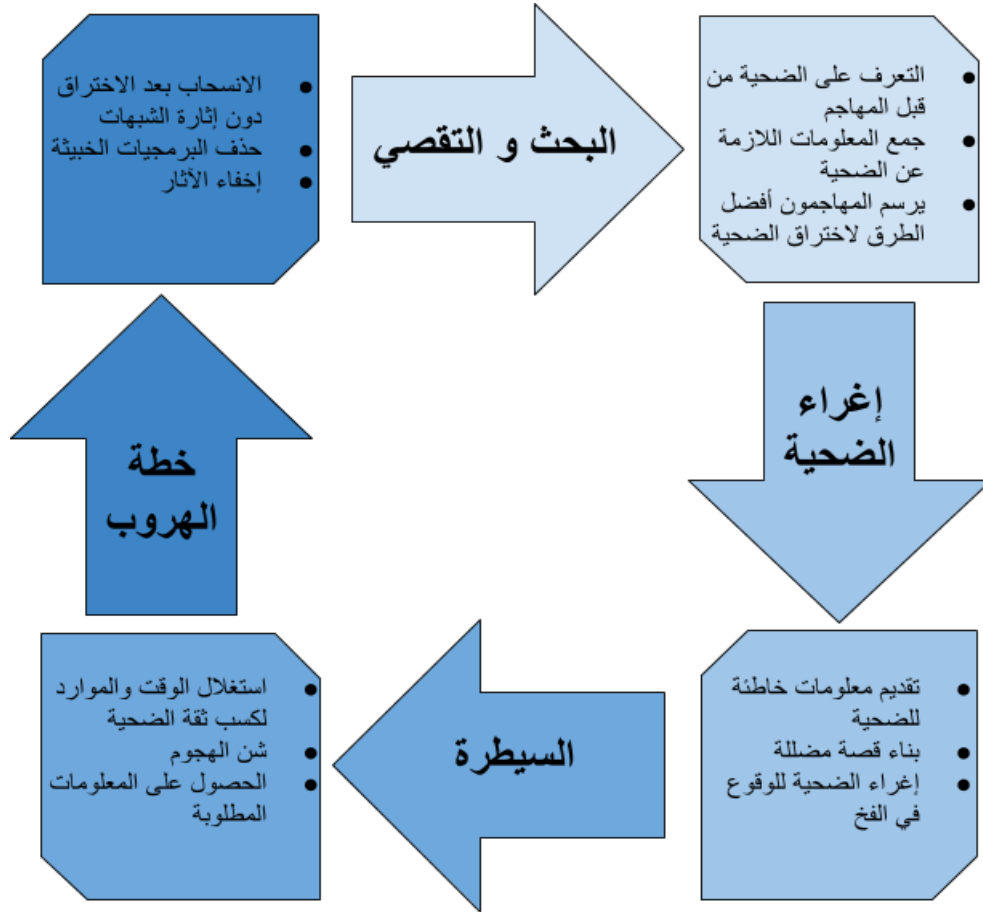 البحث و التقصي
التعرف على الضحية من
قبل المهاجم
جمع المعلومات اللازمة
عن الضحية
يرسم المهاجمون أفضل
الطرق لاختراق الضحية
إغراء
الضحية
تقديم معلومات خاطئة
للضحية
بناء قصة مضللة
إغراء الضحية للوقوع
في الفخ
السيطرة
استغلال الوقت والموارد
لكسب ثقة الضحية
شن الهجوم
الحصول على المعلومات
المطلوبة
خطة
الهروب
الانسحاب بعد الاختراق
دون إثارة الشبهات
حذف البرمجيات الخبيثة
إخفاء الآثار